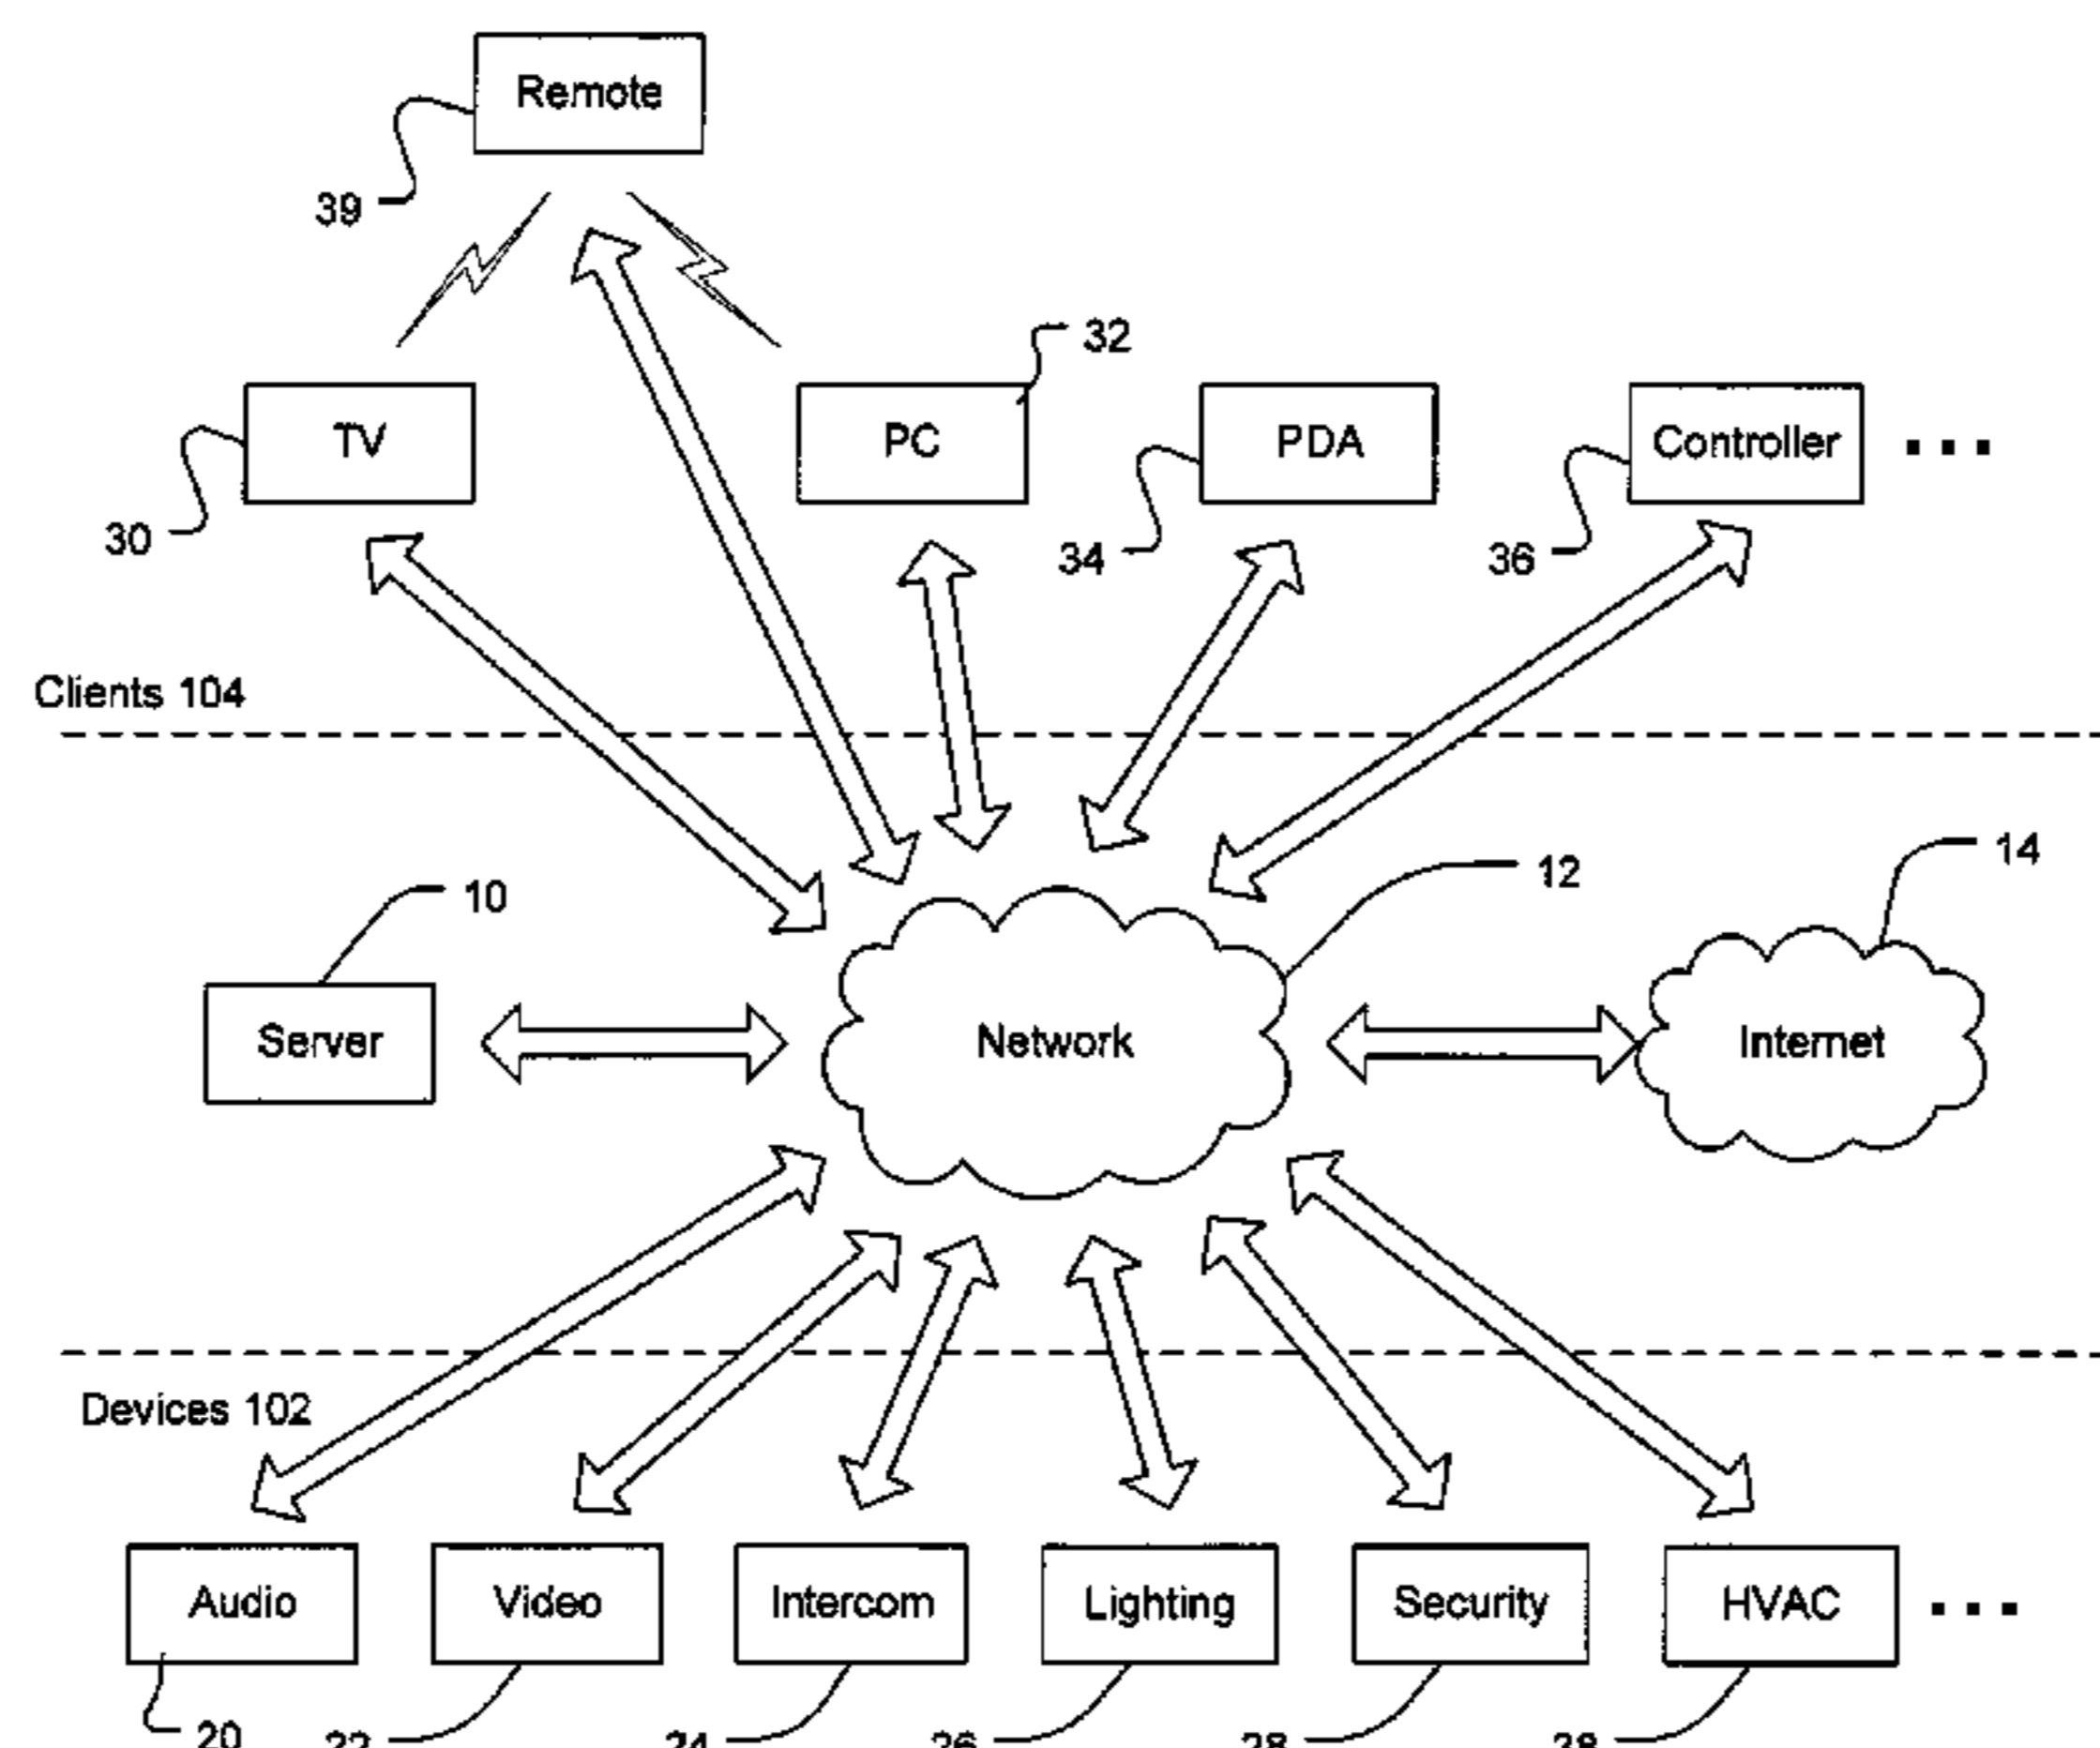 Remote
39
32
TV
PC
PDA
Controller
30
34
36
Clients 104
14
12
10
Server
Network
Internet
Devices 102
Audio
Video
Intercom
Lighting
Security
HVAC
20